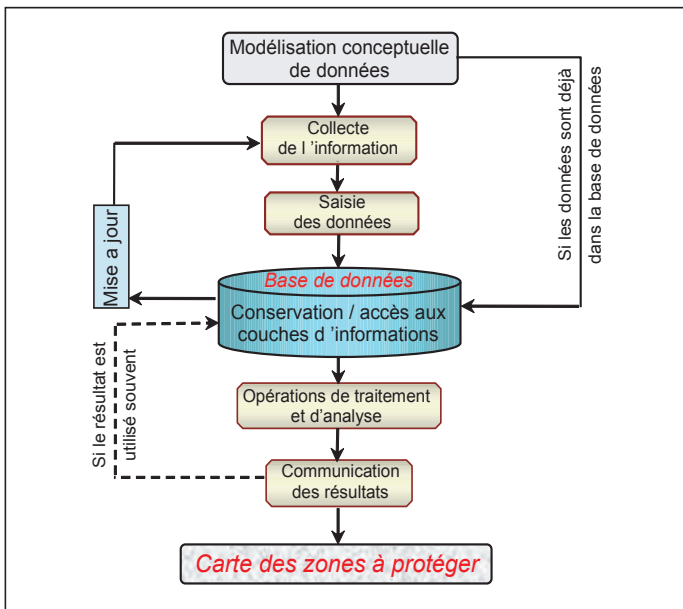 Modélisation conceptuelle
de données
Si les données sont déjà
dans la base de données
Collecte
de l 'information
Saisie
des données
Mise a jour
Base de données
Conservation / accès aux
couches d 'informations
Si le résultat est
utilisé souvent
Opérations de traitement
et d'analyse
Communication
des résultats
Carte des zones à protéger